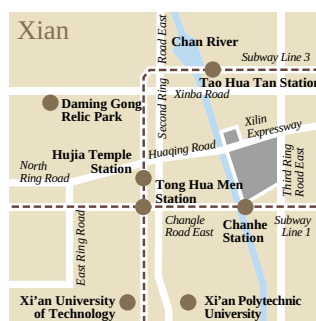 Xian
Chan River
Road East
Subway Line 3
Tao Hua Tan Station
Xinba Road
Daming Gong
Relic Park
Second Ring
Xilin
Expressway
Hujia Temple
Station
Huaqing Road
North
Ring Road
Tong Hua Men
Station
Third Ring
Road East
East Ring Road
Changle
Road East
Chanhe
Station
Subway
Line 1
Xi'an University
of Technology
Xi'an Polytechnic
University